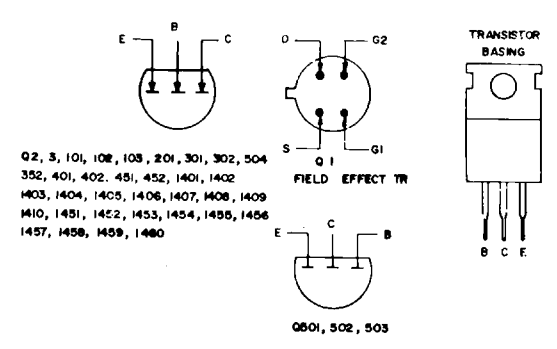 E B C
Q2, 3, 101, 102, 103, 201, 301, 302, 504
352, 401, 402. 451, 452, 1401, 1402
1403, 1404, 1405, 1406, 1407, 1408, 1409
1410, 1451, 1452, 1453, 1454, 1455, 1456
1457, 1458, 1459, 1460
D G2
S G1
Q1
FIELD EFFECT TR
E C B
Q501, 502, 503
TRANSISTOR
BASING
B C E